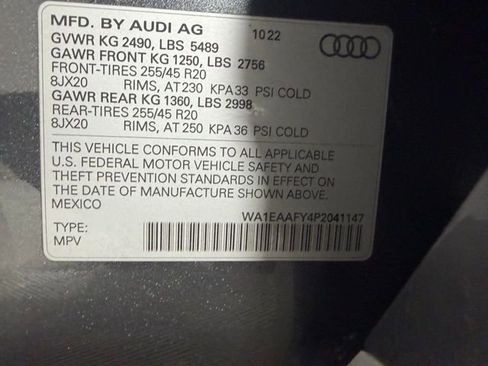 MFD. BY AUDI AG 10 22
GVWR KG 2490, LBS 5489
GAWR FRONT KG 1250, LBS 2756
FRONT-TIRES 255/45 R20
8JX20 RIMS, AT 230 KPA 33 PSI COLD
GAWR REAR KG 1360, LBS 2998
REAR-TIRES 255/45 R20
8JX20 RIMS, AT 250 KPA 36 PSI COLD
THIS VEHICLE CONFORMS TO ALL APPLICABLE
U.S. FEDERAL MOTOR VEHICLE SAFETY AND
THEFT PREVENTION STANDARDS IN EFFECT ON
THE DATE OF MANUFACTURE SHOWN ABOVE.
MEXICO
WA1EAAFY4P2041147
TYPE:
MPV